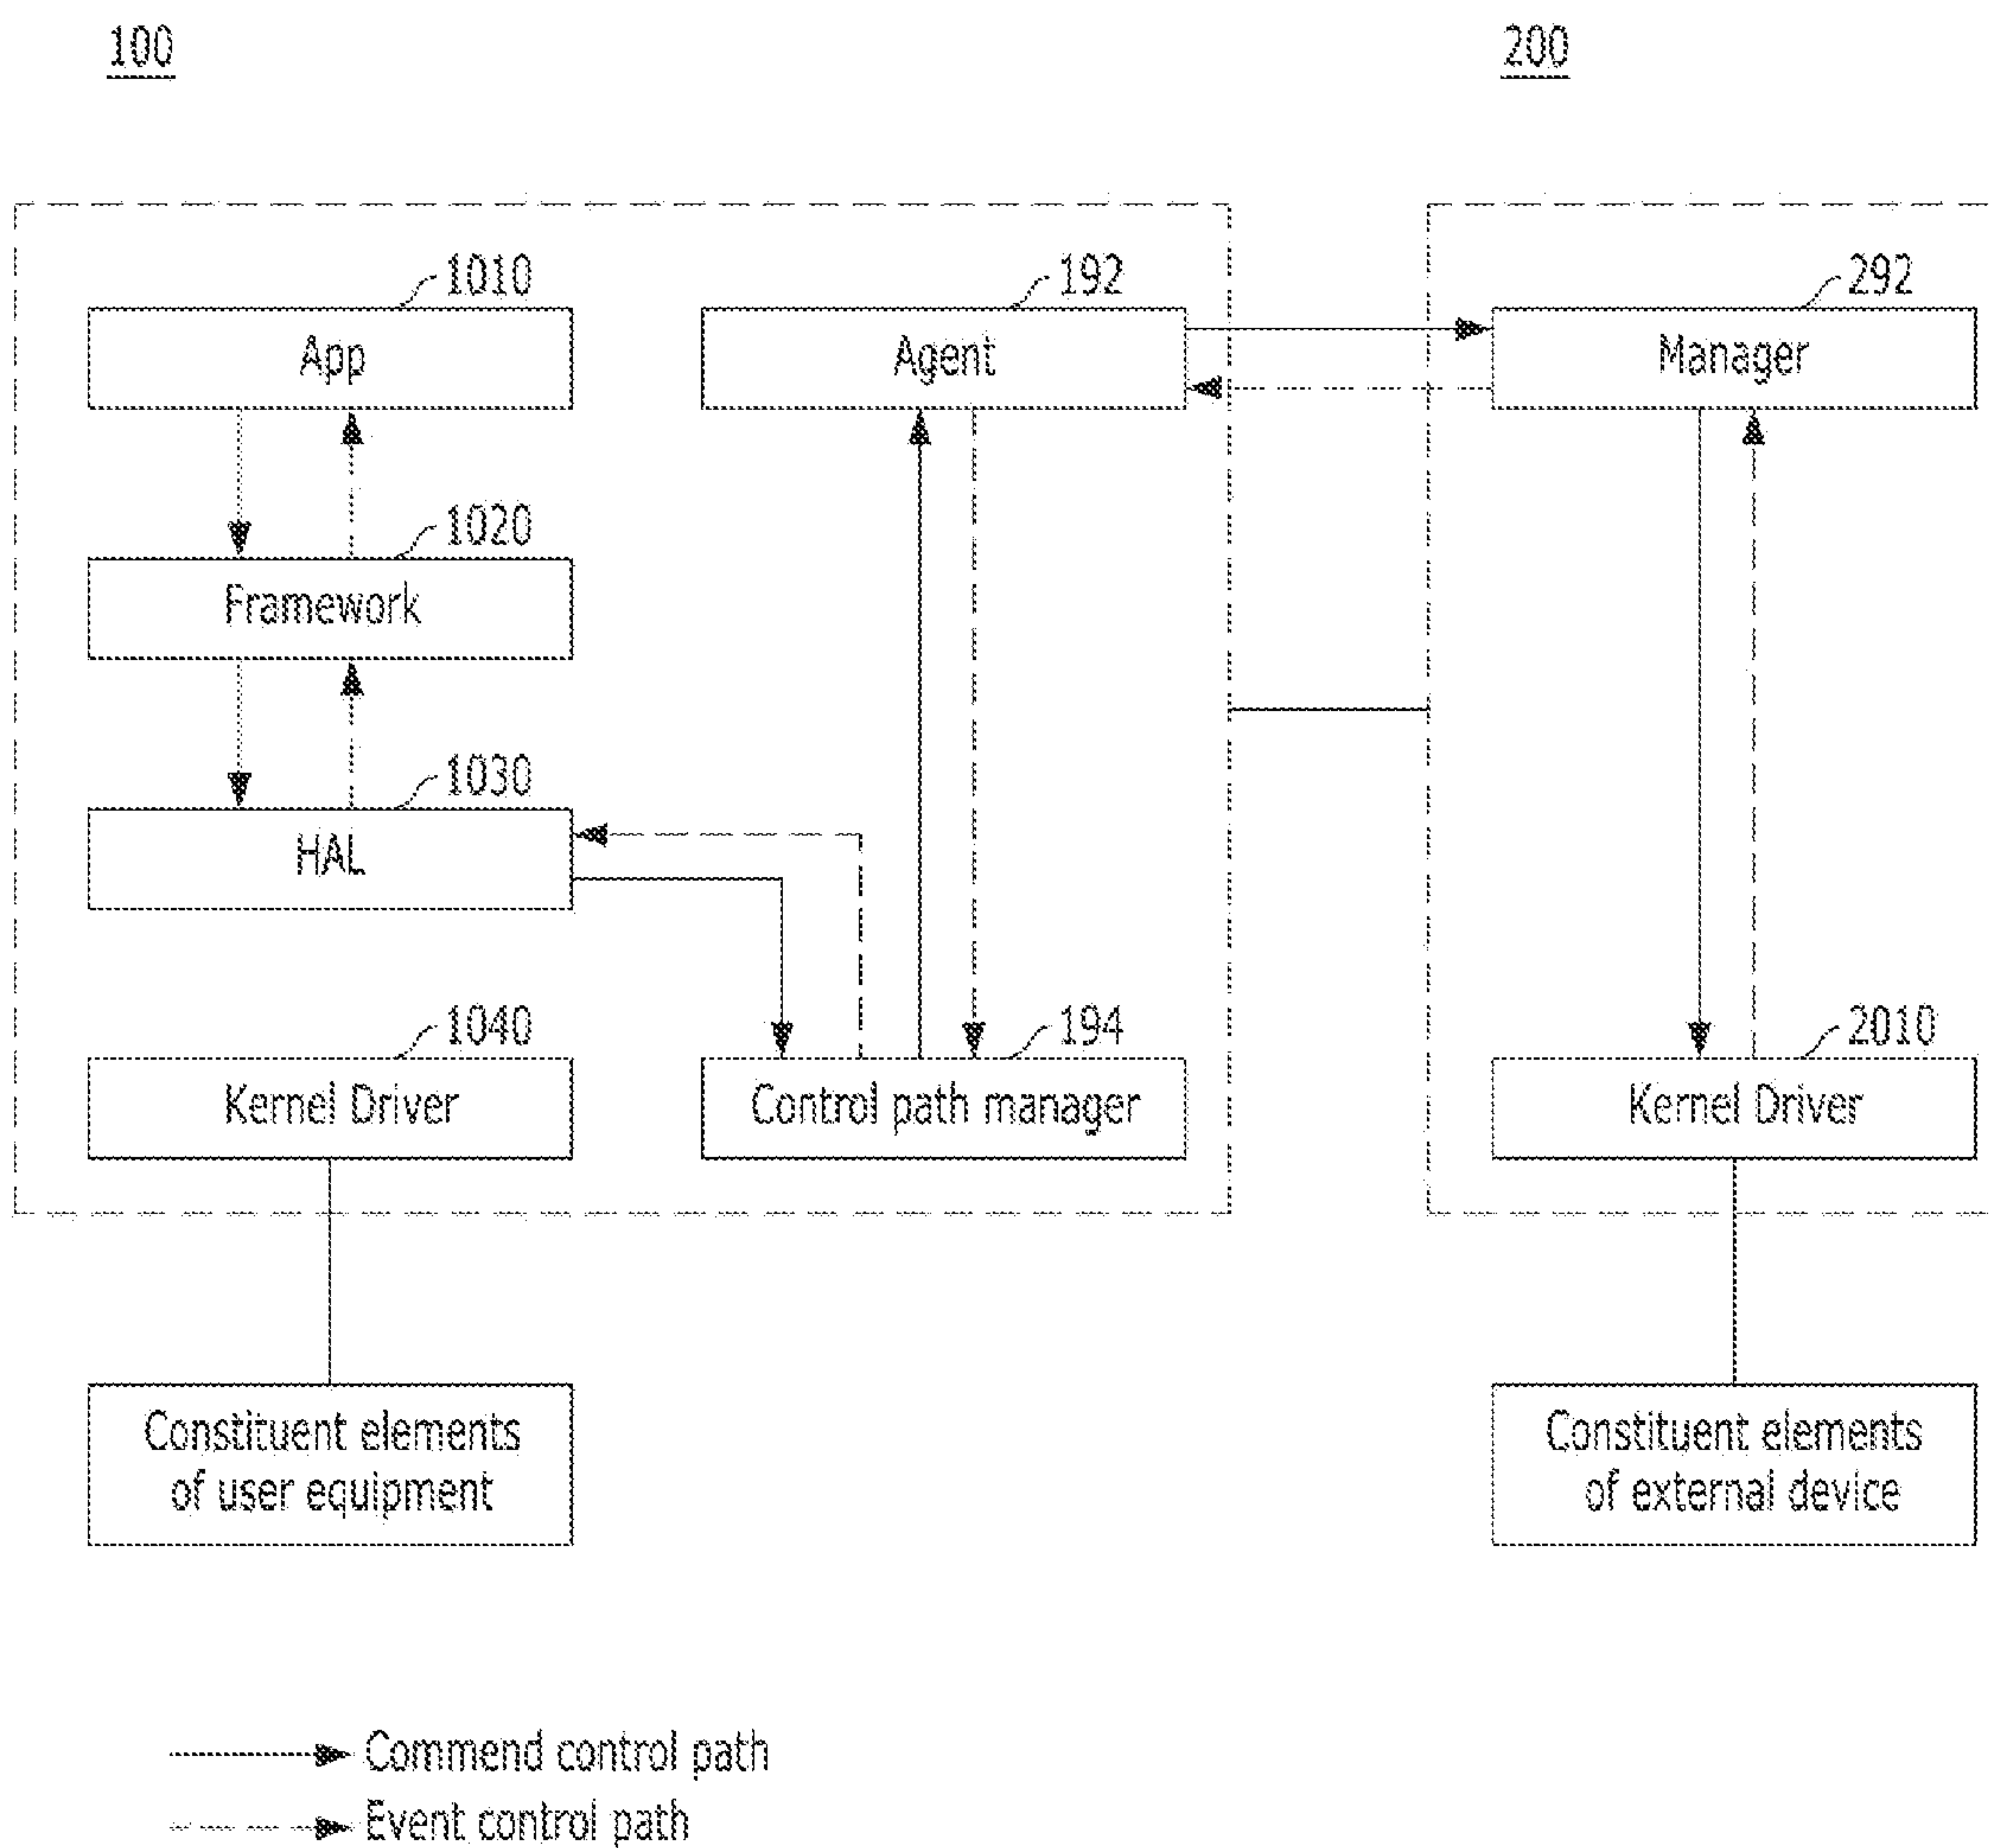 100
200
1010
192
292
App
Agent
Manager
1020
Framework
1030
HAL
1040
194
2010
Kernel Driver
Control path manager
Kernel Driver
Constituent elements
of user equipment
Constituent elements
of external device
Commend control path
Event control path